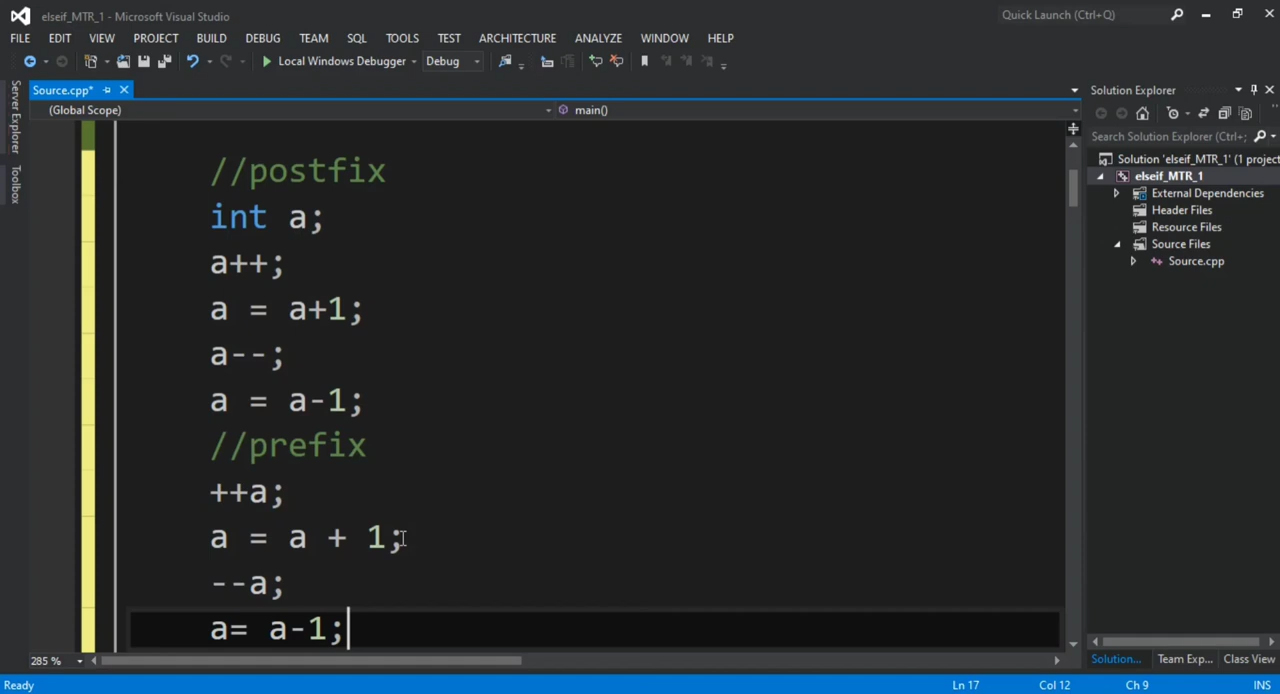 elseif_MTR_1 - Microsoft Visual Studio
Quick Launch (Ctrl+Q)
FILE EDIT VIEW PROJECT BUILD DEBUG TEAM SQL TOOLS TEST ARCHITECTURE ANALYZE WINDOW HELP
Local Windows Debugger Debug
Server Explorer
Toolbox
Source.cpp*
(Global Scope) main()
//postfix
int a;
a++;
a = a+1;
a--;
a = a-1;
//prefix
++a;
a = a + 1;
--a;
a= a-1;
285 %
Solution Explorer
Search Solution Explorer (Ctrl+;
Solution 'elseif_MTR_1' (1 project
elseif_MTR_1
External Dependencies
Header Files
Resource Files
Source Files
Source.cpp
Solution... Team Exp... Class View
Ready Ln 17 Col 12 Ch 9 INS